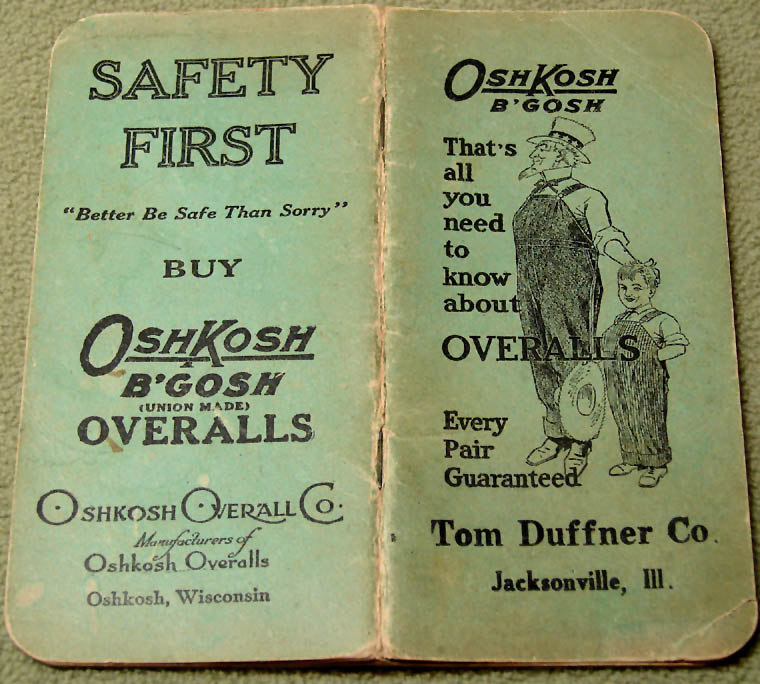 SAFETY
FIRST
"Better Be Safe Than Sorry"
BUY
OSHKOSH
B'GOSH
(UNION MADE)
OVERALLS
OSHKOSH OVERALL CO.
Manufacturers of
Oshkosh Overalls
Oshkosh, Wisconsin
OSHKOSH
B'GOSH
That's
all
you
need
to
know
about
OVERALLS
Every
Pair
Guaranteed
Tom Duffner Co.
Jacksonville, Ill.